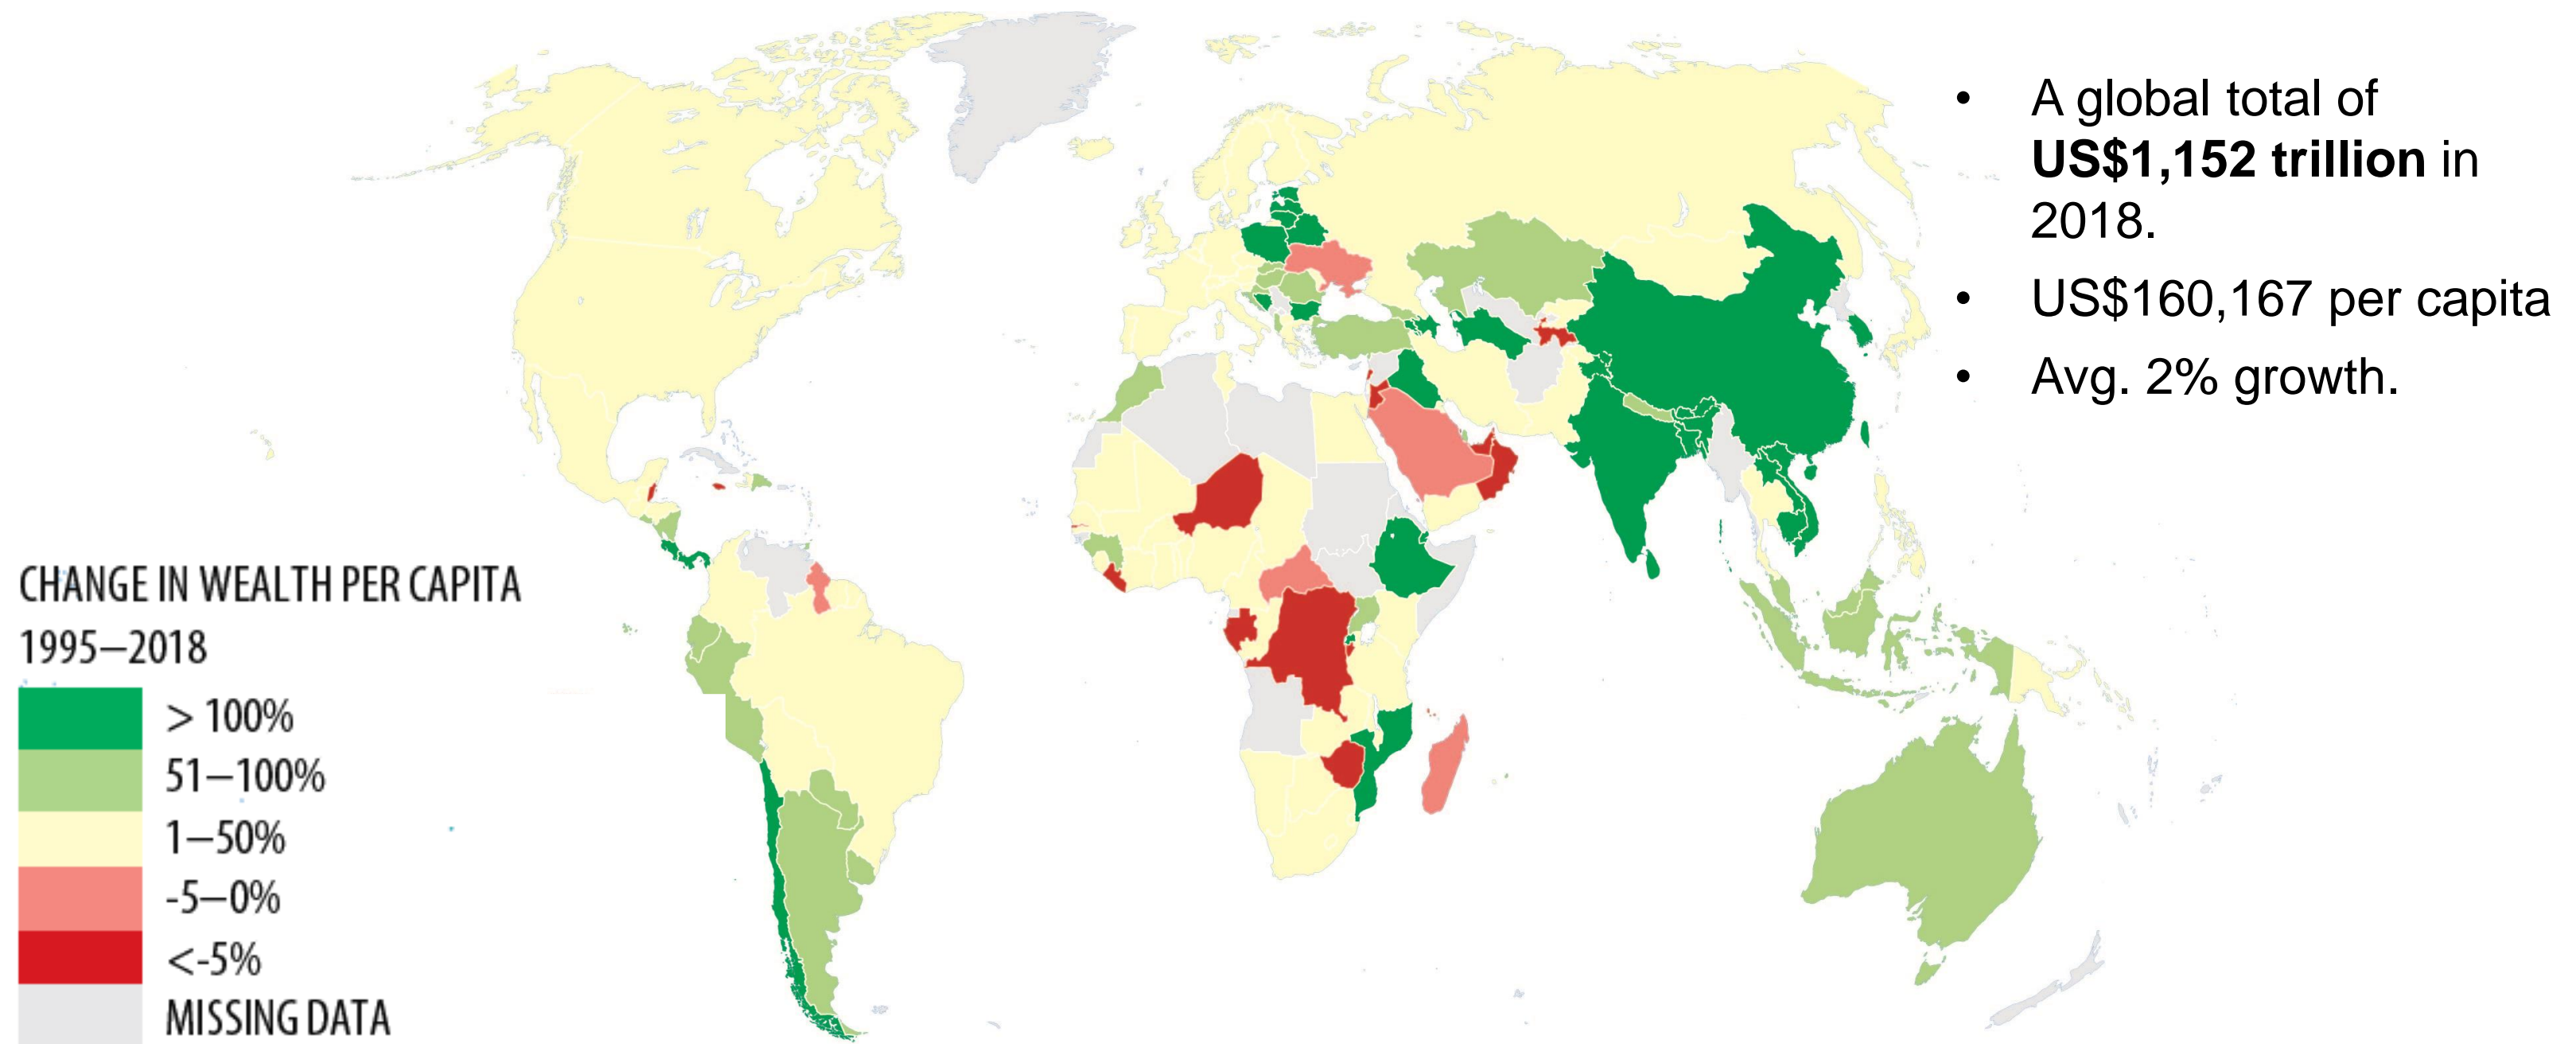 • A global total of
US$1,152 trillion in
2018.
• US$160,167 per capita
• Avg. 2% growth.
CHANGE IN WEALTH PER CAPITA
1995–2018
> 100%
51–100%
1–50%
-5–0%
<-5%
MISSING DATA